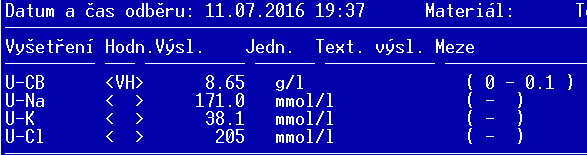 Datum a čas odběru: 11.07.2016 19:37 Materiál:
Vyšetření Hodn.Výsl. Jedn. Text. výsl. Meze
U-CB <VH> 8.65 g/l ( 0 - 0.1 )
U-Na < > 171.0 mmol/l ( - )
U-K < > 38.1 mmol/l ( - )
U-Cl < > 205 mmol/l ( - )